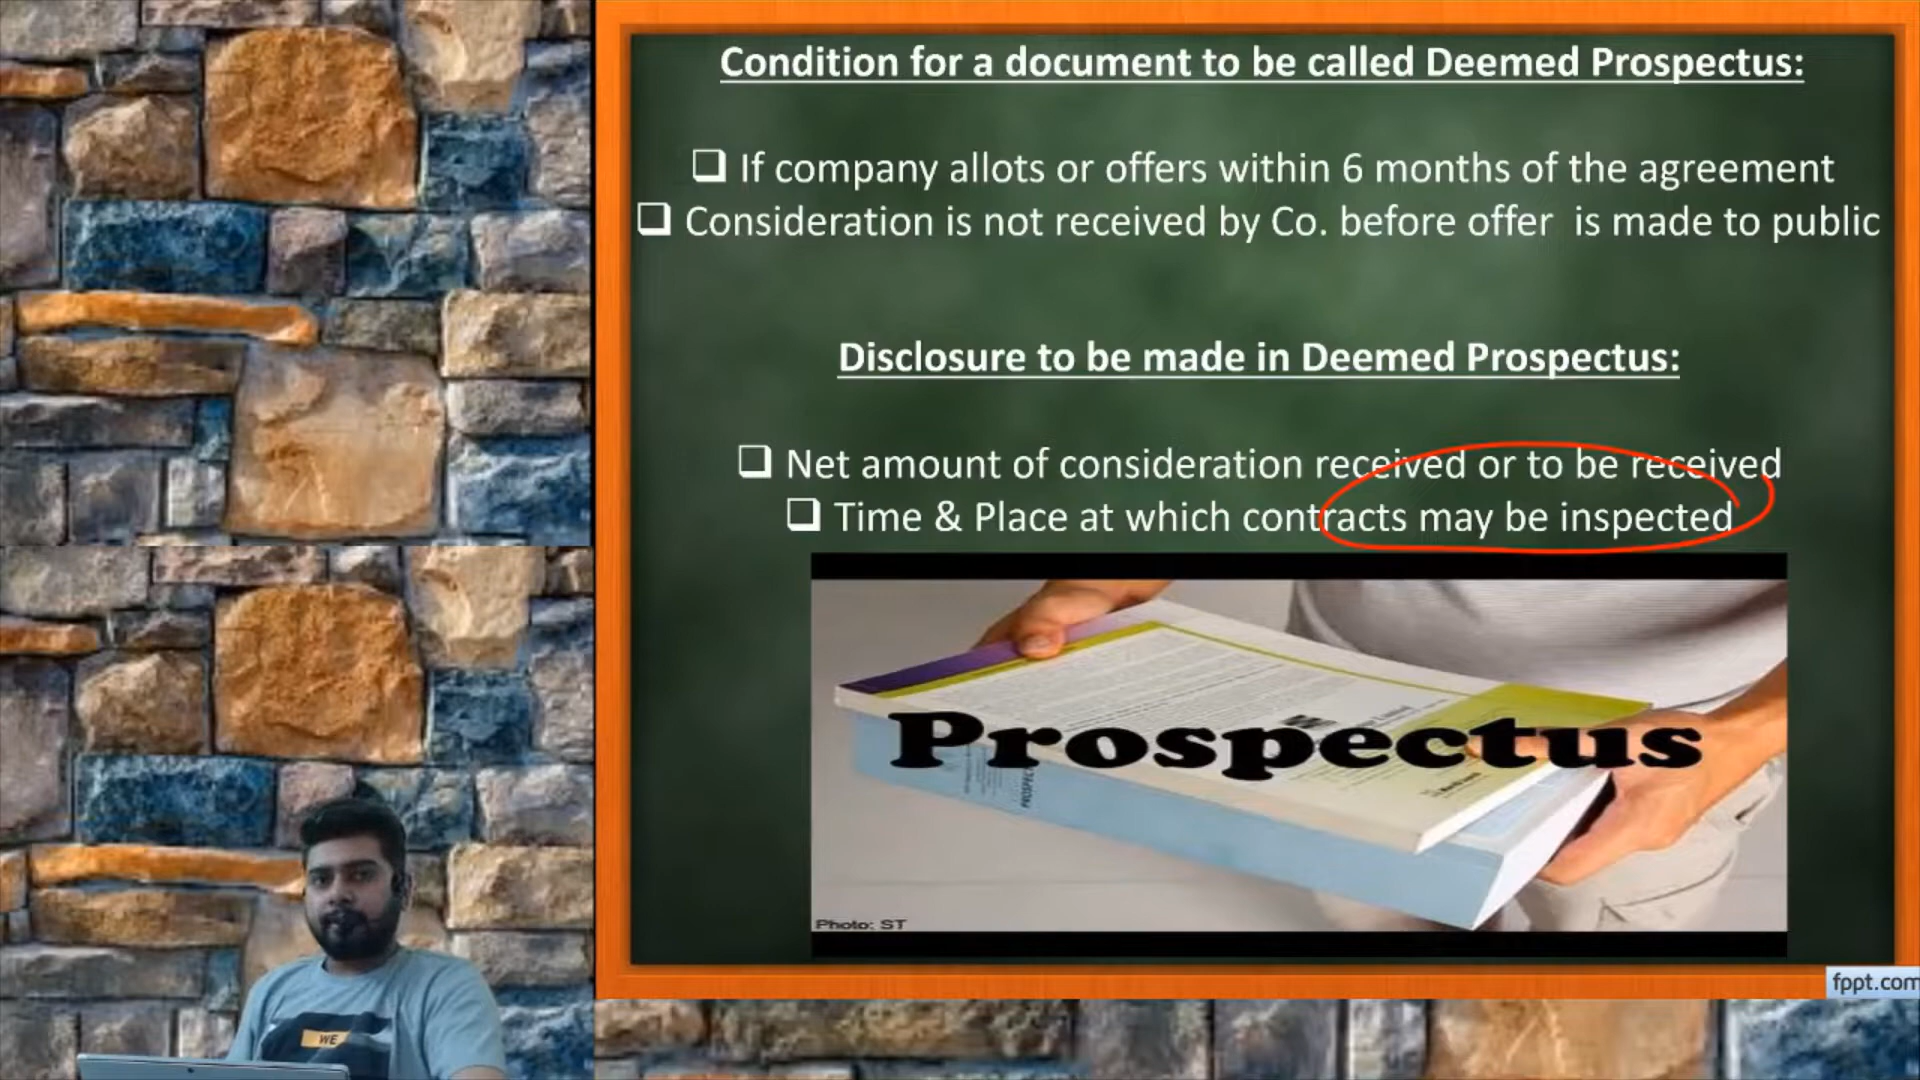 Condition for a document to be called Deemed Prospectus:
If company allots or offers within 6 months of the agreement
Consideration is not received by Co. before offer is made to public
Disclosure to be made in Deemed Prospectus:
Net amount of consideration received or to be received
Time & Place at which contracts may be inspected
Prospectus
Photo: ST
WE
fppt.com